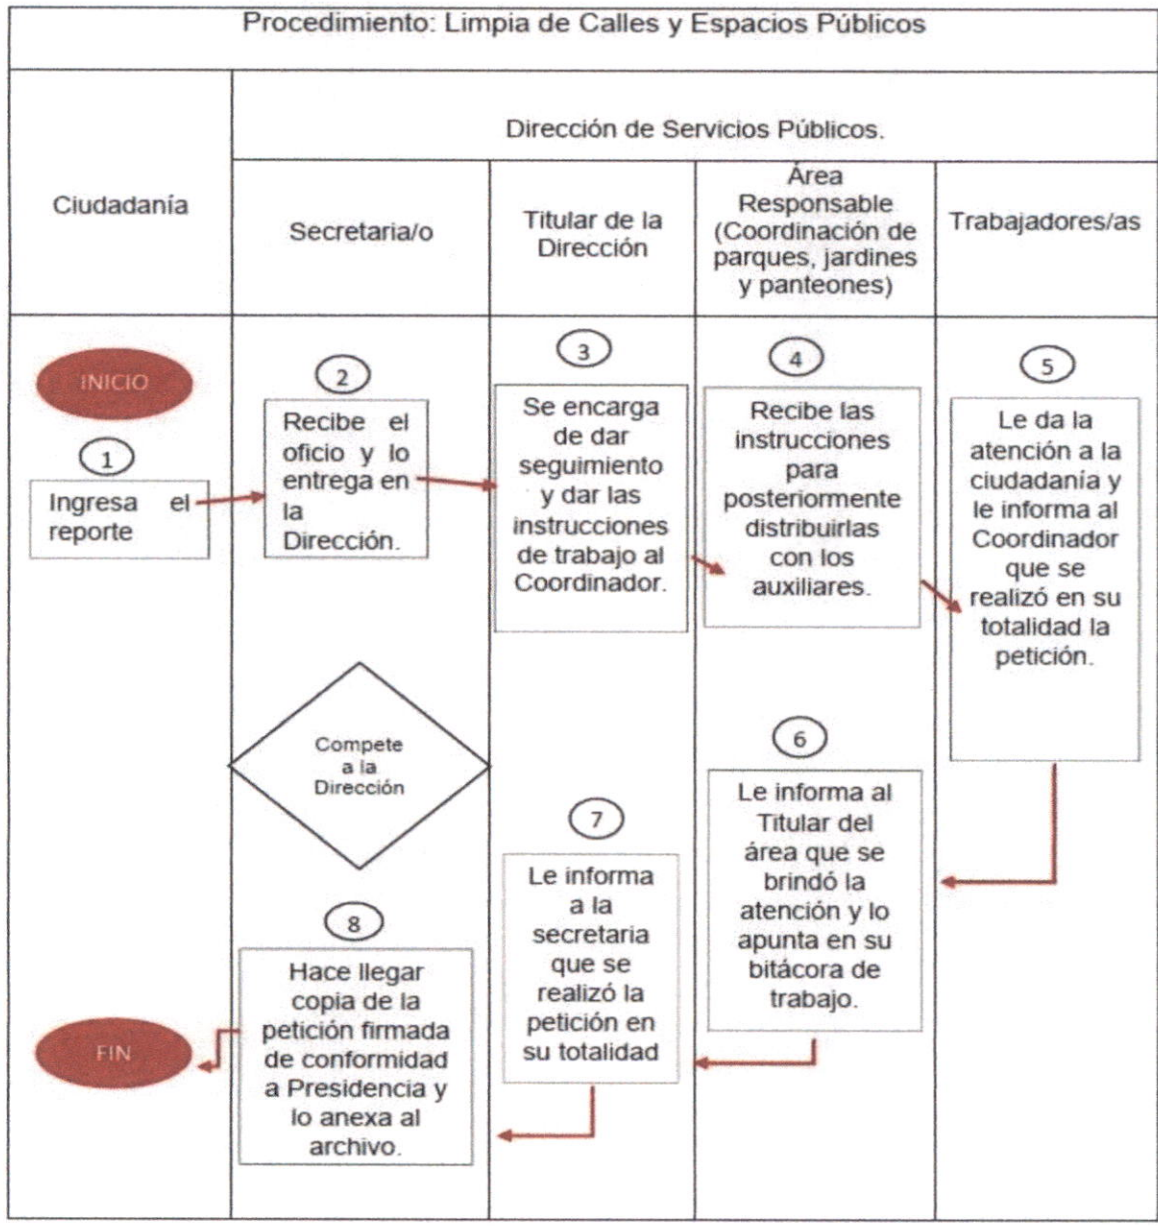 Procedimiento: Limpia de Calles y Espacios Públicos
Ciudadanía
Dirección de Servicios Públicos.
Secretaria/o
Titular de la
Dirección
Área
Responsable
(Coordinación de
parques, jardines
y panteones)
Trabajadores/as
INICIO
1
Ingresa el
reporte
2
Recibe el
oficio y lo
entrega en
la
Dirección.
3
Se encarga
de dar
seguimiento
y dar las
instrucciones
de trabajo al
Coordinador.
4
Recibe las
instrucciones
para
posteriormente
distribuirlas
con los
auxiliares.
5
Le da la
atención a la
ciudadanía y
le informa al
Coordinador
que se
realizó en su
totalidad la
petición.
Compete
a la
Dirección
6
Le informa al
Titular del
área que se
brindó la
atención y lo
apunta en su
bitácora de
trabajo.
7
Le informa
a la
secretaria
que se
realizó la
petición en
su totalidad
8
Hace llegar
copia de la
petición firmada
de conformidad
a Presidencia y
lo anexa al
archivo.
FIN